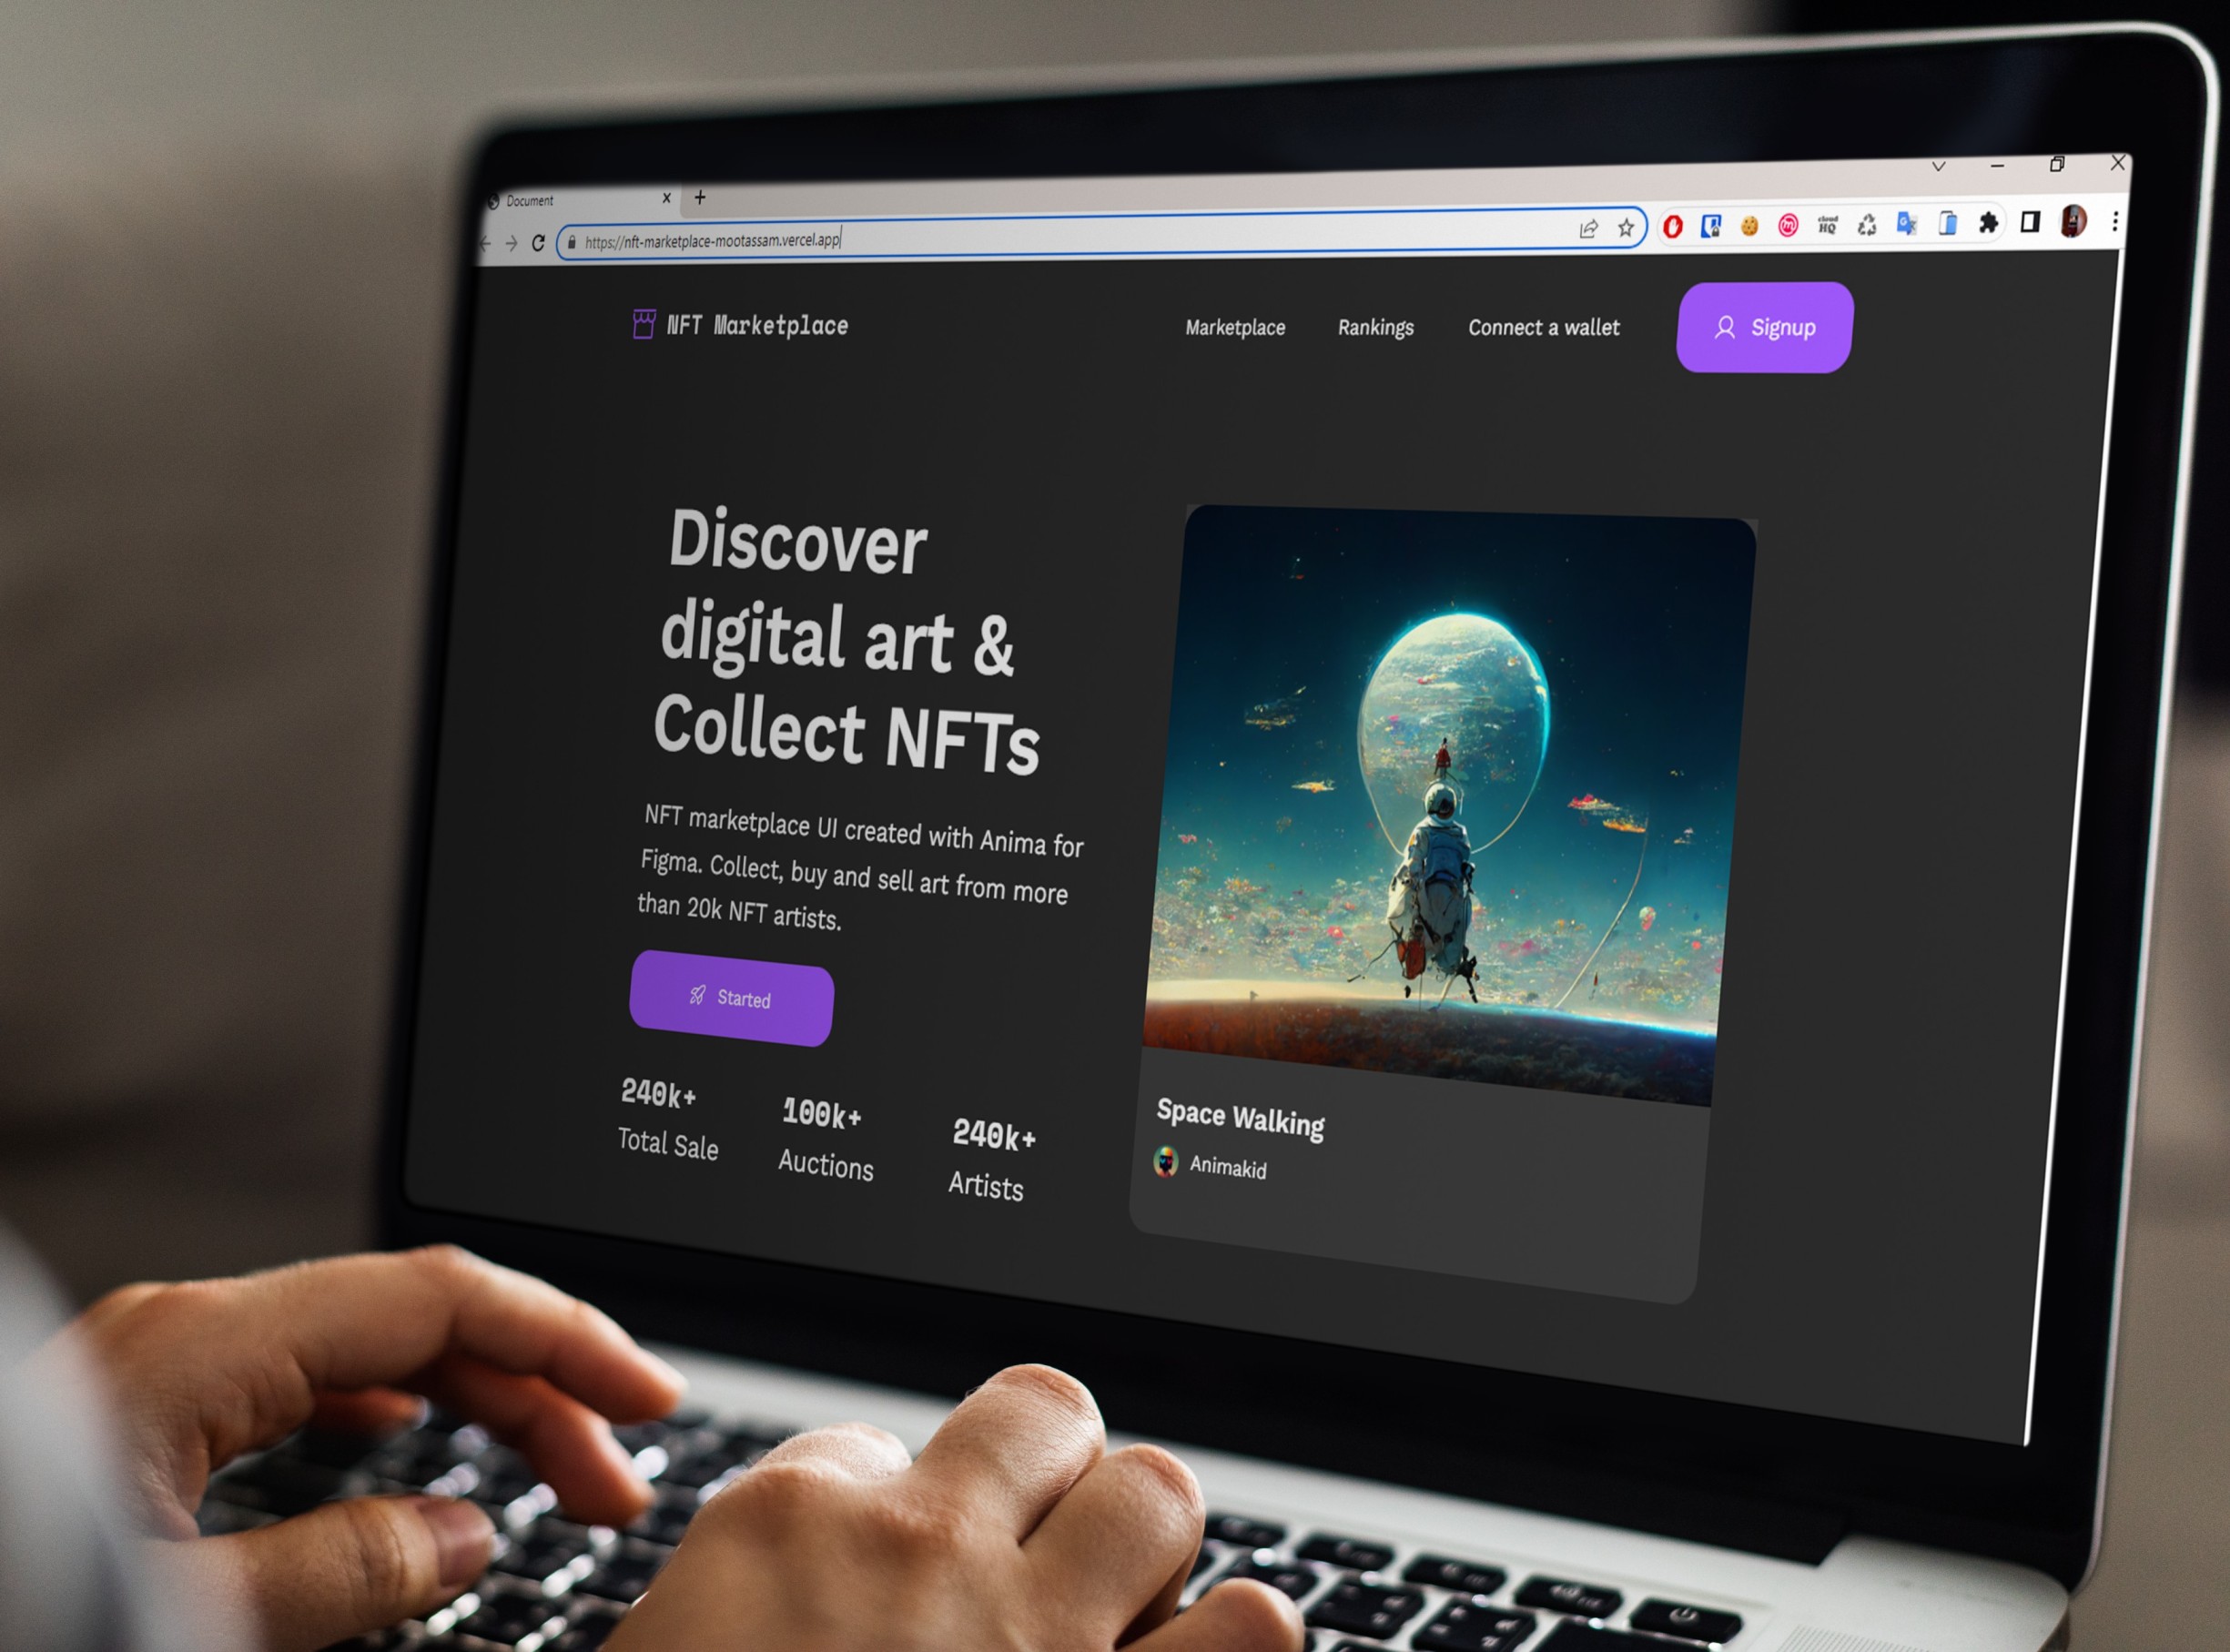 Document
https://nft-marketplace-mootassam.vercel.app
cloud
HQ
NFT Marketplace
Marketplace
Rankings
Connect a wallet
Signup
Discover
digital art &
Collect NFTs
NFT marketplace UI created with Anima for
Figma. Collect, buy and sell art from more
than 20k NFT artists.
Started
240k+
Total Sale
100k+
Auctions
240k+
Artists
Space Walking
Animakid